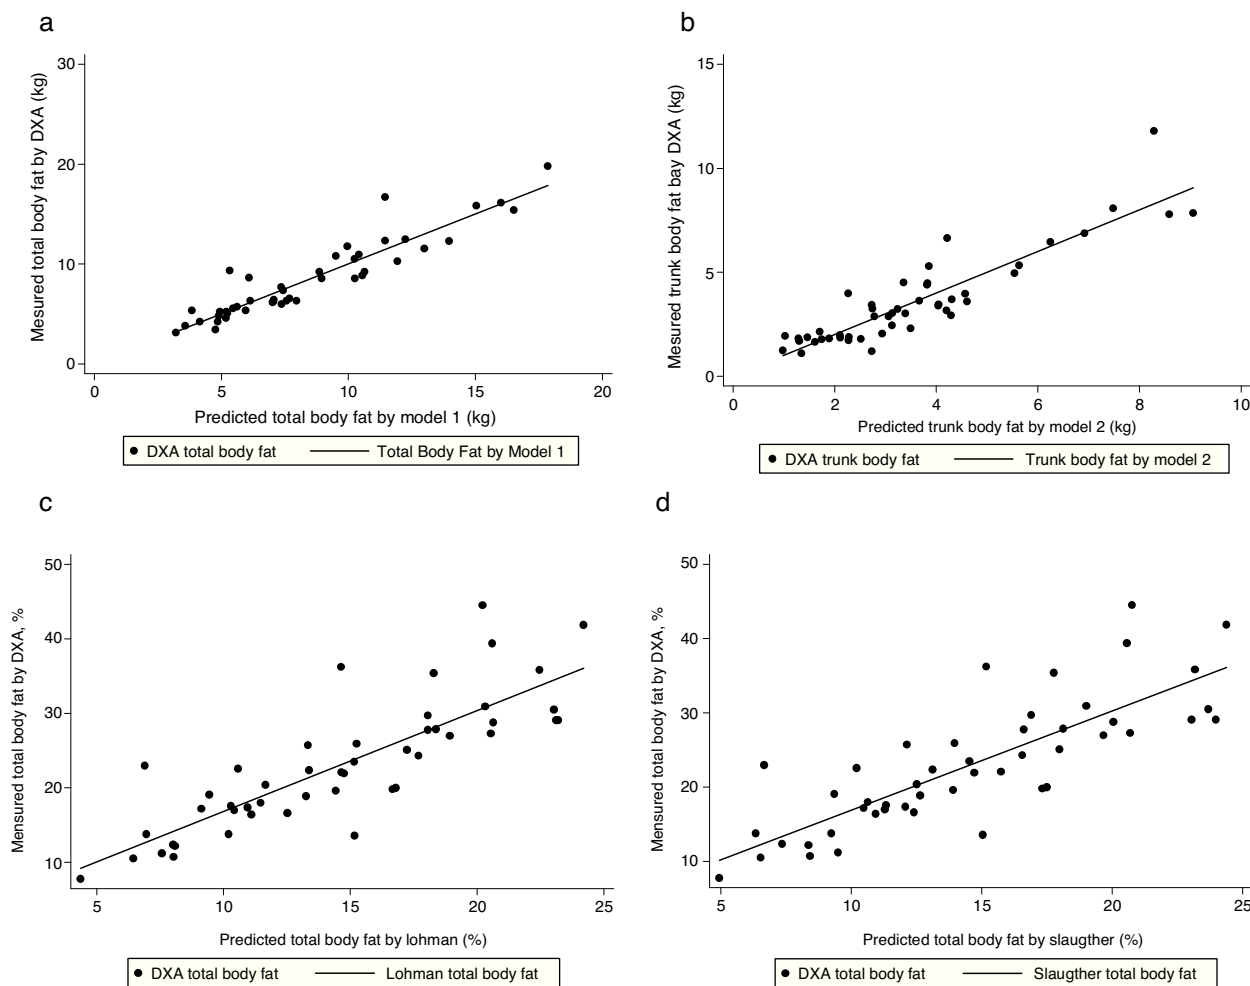 a
Mesured total body fat by DXA (kg)
30
20
10
0
0 5 10 15 20
Predicted total body fat by model 1 (kg)
DXA total body fat Total Body Fat by Model 1
b
Mesured trunk body fat bay DXA (kg)
15
10
5
0
0 2 4 6 8 10
Predicted trunk body fat by model 2 (kg)
DXA trunk body fat Trunk body fat by model 2
c
Mensured total body fat by DXA, %
50
40
30
20
10
5 10 15 20 25
Predicted total body fat by lohman (%)
DXA total body fat Lohman total body fat
d
Mensured total body fat by DXA, %
50
40
30
20
10
5 10 15 20 25
Predicted total body fat by slaugther (%)
DXA total body fat Slaugther total body fat